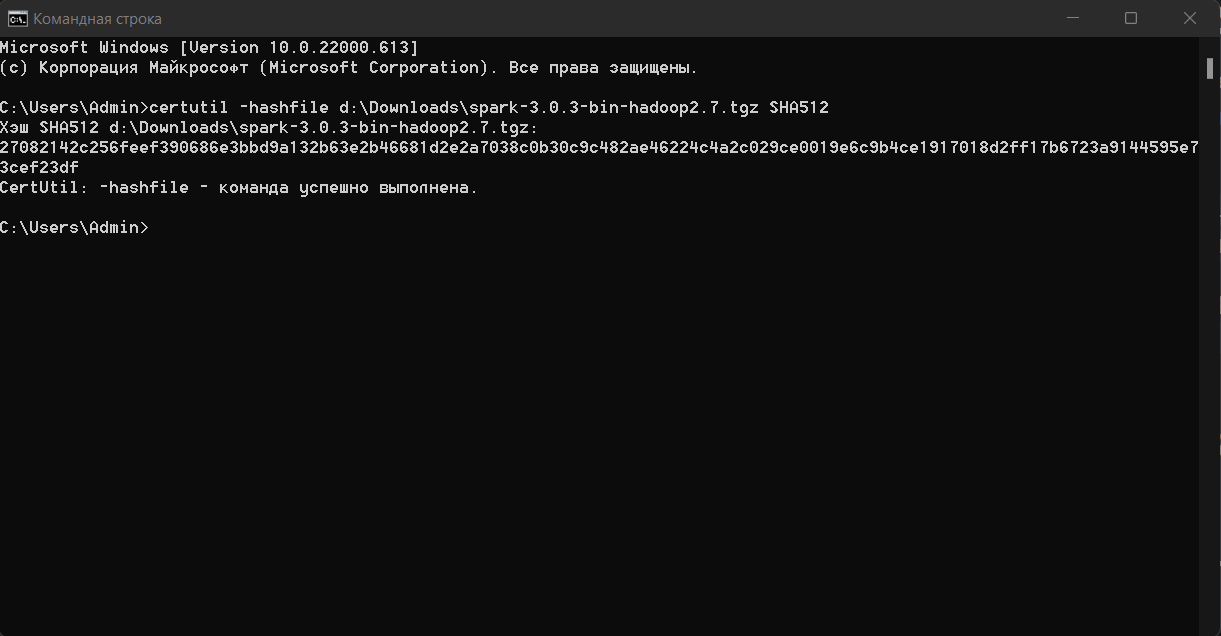 Командная строка
Microsoft Windows [Version 10.0.22000.613]
(c) Корпорация Майкрософт (Microsoft Corporation). Все права защищены.
C:\Users\Admin>certutil -hashfile d:\Downloads\spark-3.0.3-bin-hadoop2.7.tgz SHA512
Хэш SHA512 d:\Downloads\spark-3.0.3-bin-hadoop2.7.tgz:
27082142c256feef390686e3bbd9a132b63e2b46681d2e2a7038c0b30c9c482ae46224c4a2c029ce0019e6c9b4ce1917018d2ff17b6723a9144595e7
3cef23df
CertUtil: -hashfile - команда успешно выполнена.
C:\Users\Admin>